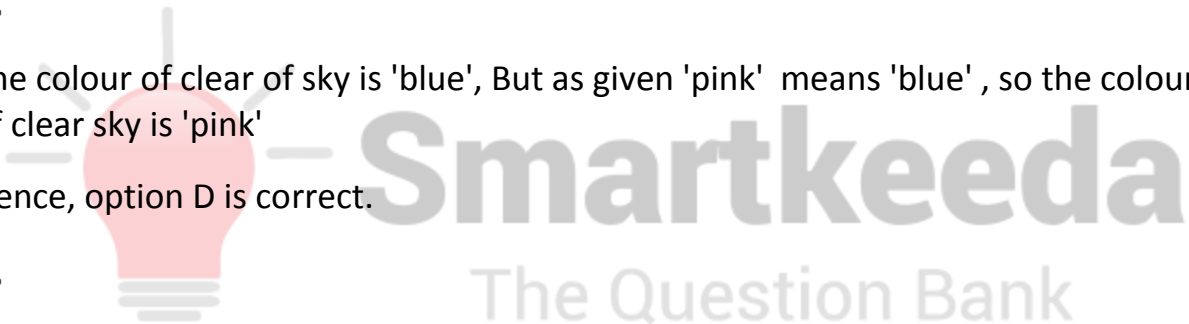 he colour of clear of sky is 'blue', But as given 'pink' means 'blue' , so the colour
f clear sky is 'pink'
ence, option D is correct.
Smartkeeda
The Question Bank